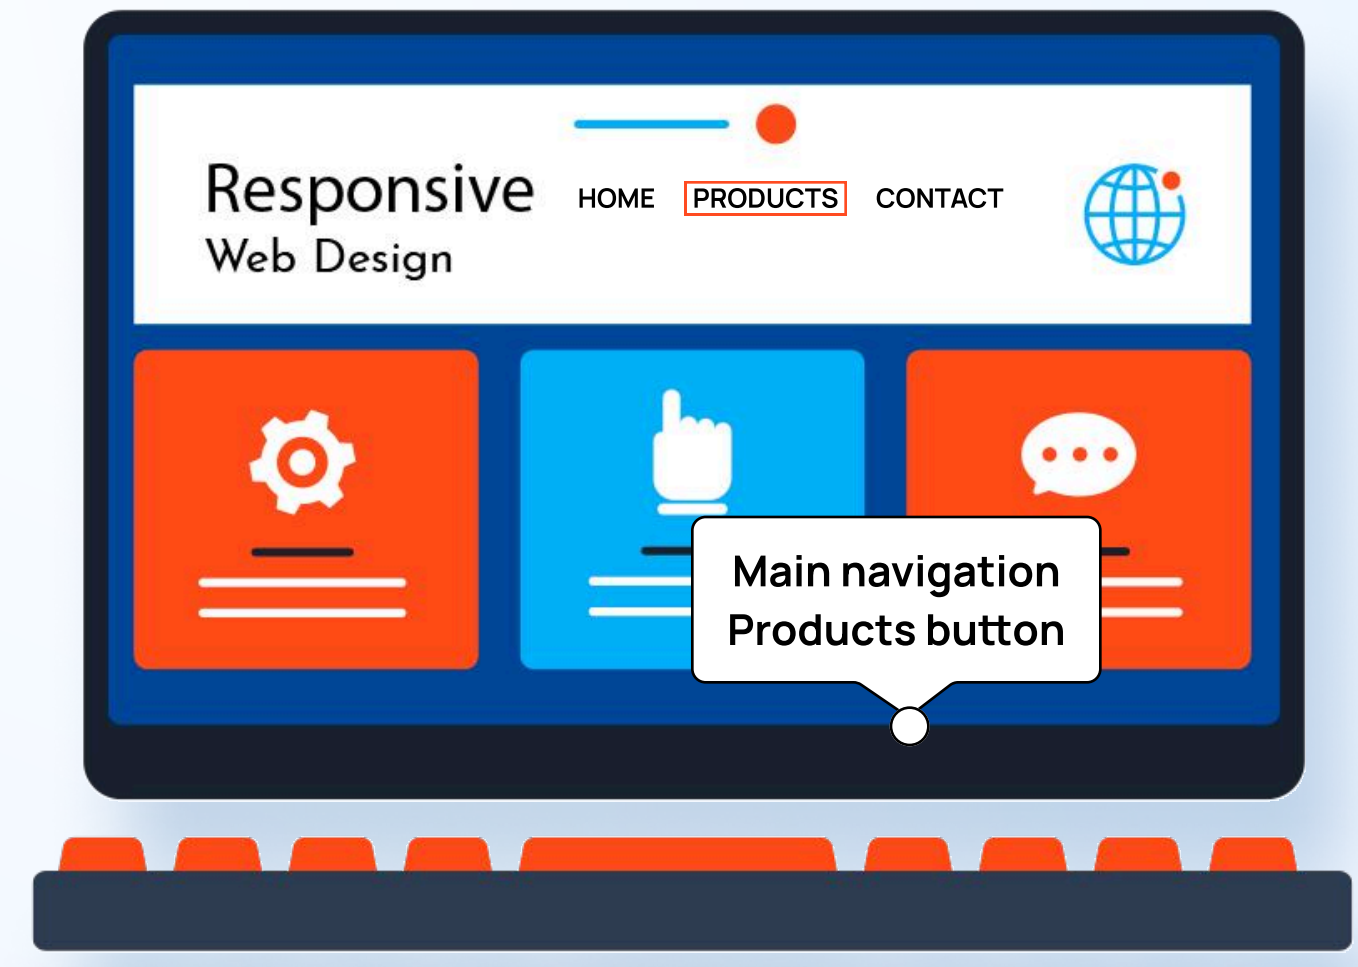 Responsive
Web Design
HOME PRODUCTS CONTACT
Main navigation
Products button